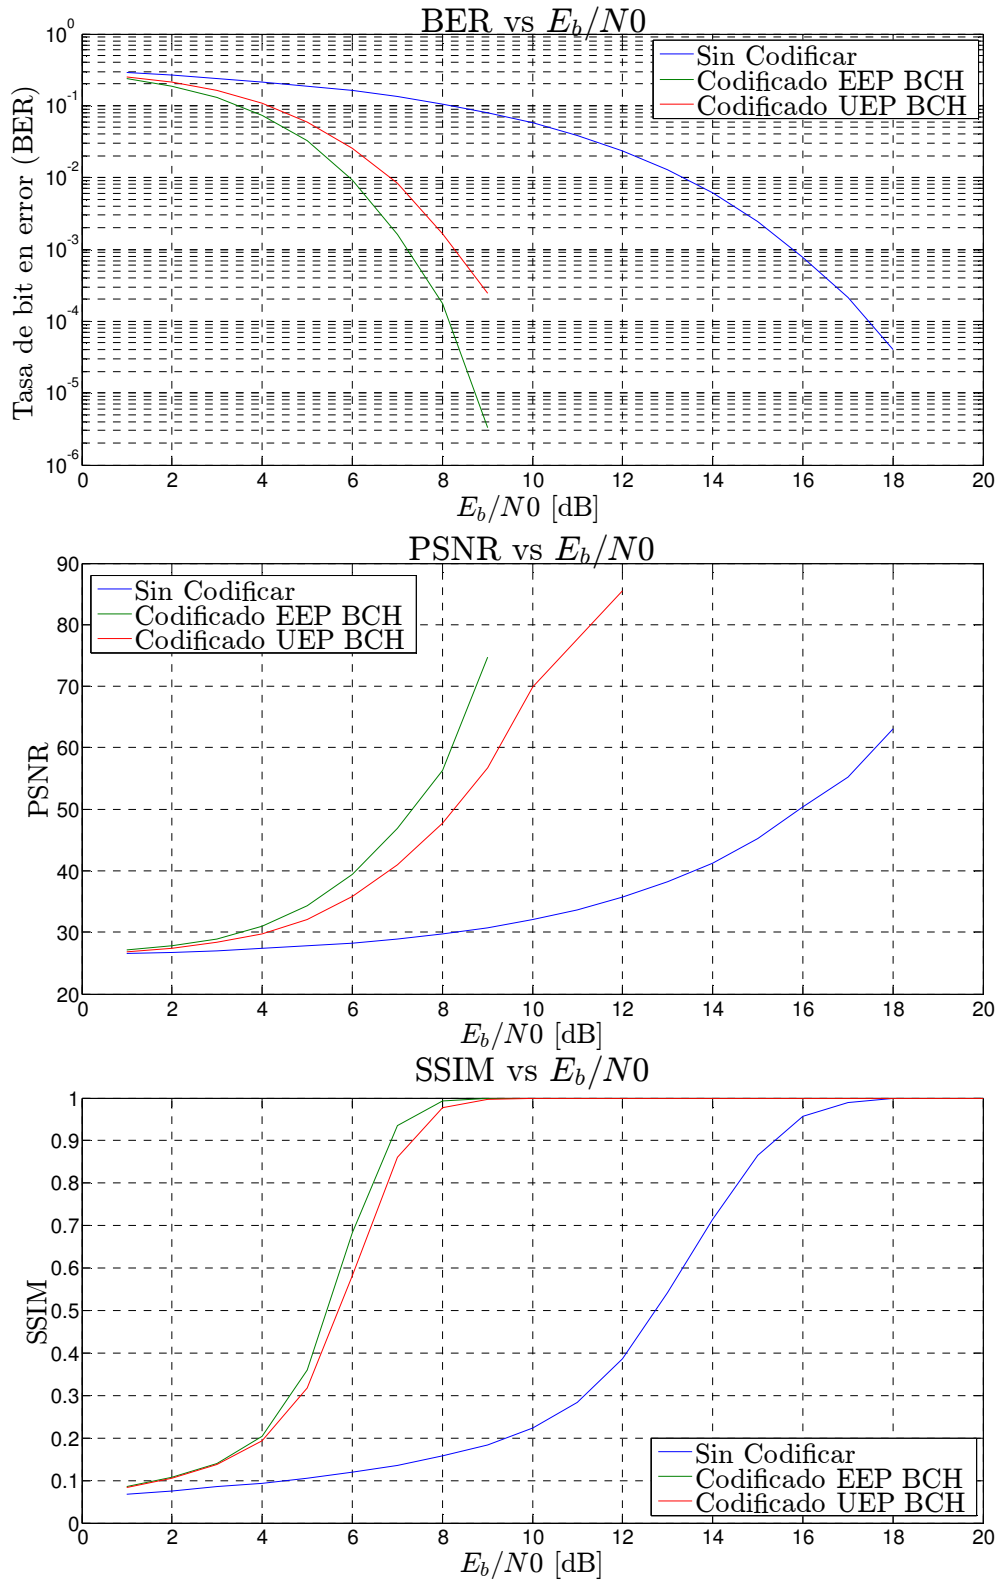 BER vs E_b/N0
10^0
10^-1
10^-2
10^-3
10^-4
10^-5
10^-6
Tasa de bit en error (BER)
Sin Codificar
Codificado EEP BCH
Codificado UEP BCH
0 2 4 6 8 10 12 14 16 18 20
E_b/N0 [dB]
PSNR vs E_b/N0
90
80
70
60
50
40
30
20
PSNR
Sin Codificar
Codificado EEP BCH
Codificado UEP BCH
0 2 4 6 8 10 12 14 16 18 20
E_b/N0 [dB]
SSIM vs E_b/N0
1
0.9
0.8
0.7
0.6
0.5
0.4
0.3
0.2
0.1
0
SSIM
Sin Codificar
Codificado EEP BCH
Codificado UEP BCH
0 2 4 6 8 10 12 14 16 18 20
E_b/N0 [dB]